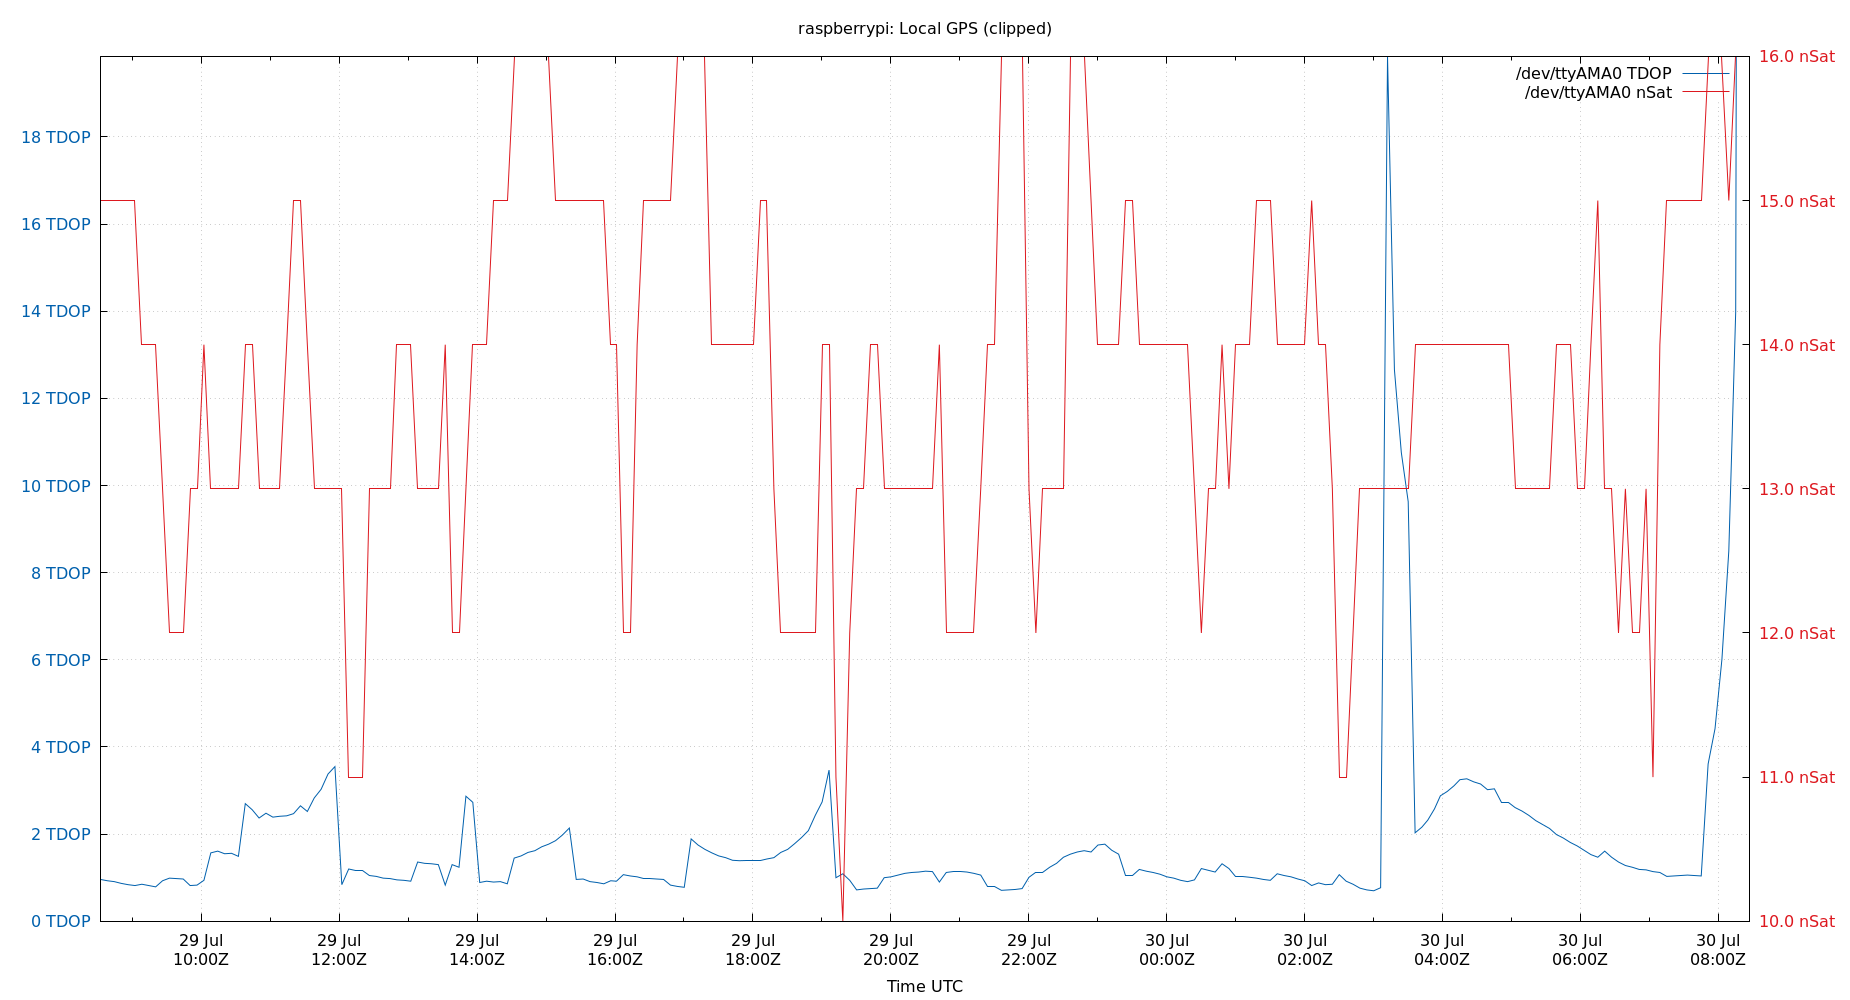 raspberrypi: Local GPS (clipped)
/dev/ttyAMA0 TDOP
/dev/ttyAMA0 nSat
18 TDOP
16 TDOP
14 TDOP
12 TDOP
10 TDOP
8 TDOP
6 TDOP
4 TDOP
2 TDOP
0 TDOP
16.0 nSat
15.0 nSat
14.0 nSat
13.0 nSat
12.0 nSat
11.0 nSat
10.0 nSat
29 Jul 29 Jul 29 Jul 29 Jul 29 Jul 29 Jul 29 Jul 30 Jul 30 Jul 30 Jul 30 Jul 30 Jul
10:00Z 12:00Z 14:00Z 16:00Z 18:00Z 20:00Z 22:00Z 00:00Z 02:00Z 04:00Z 06:00Z 08:00Z
Time UTC